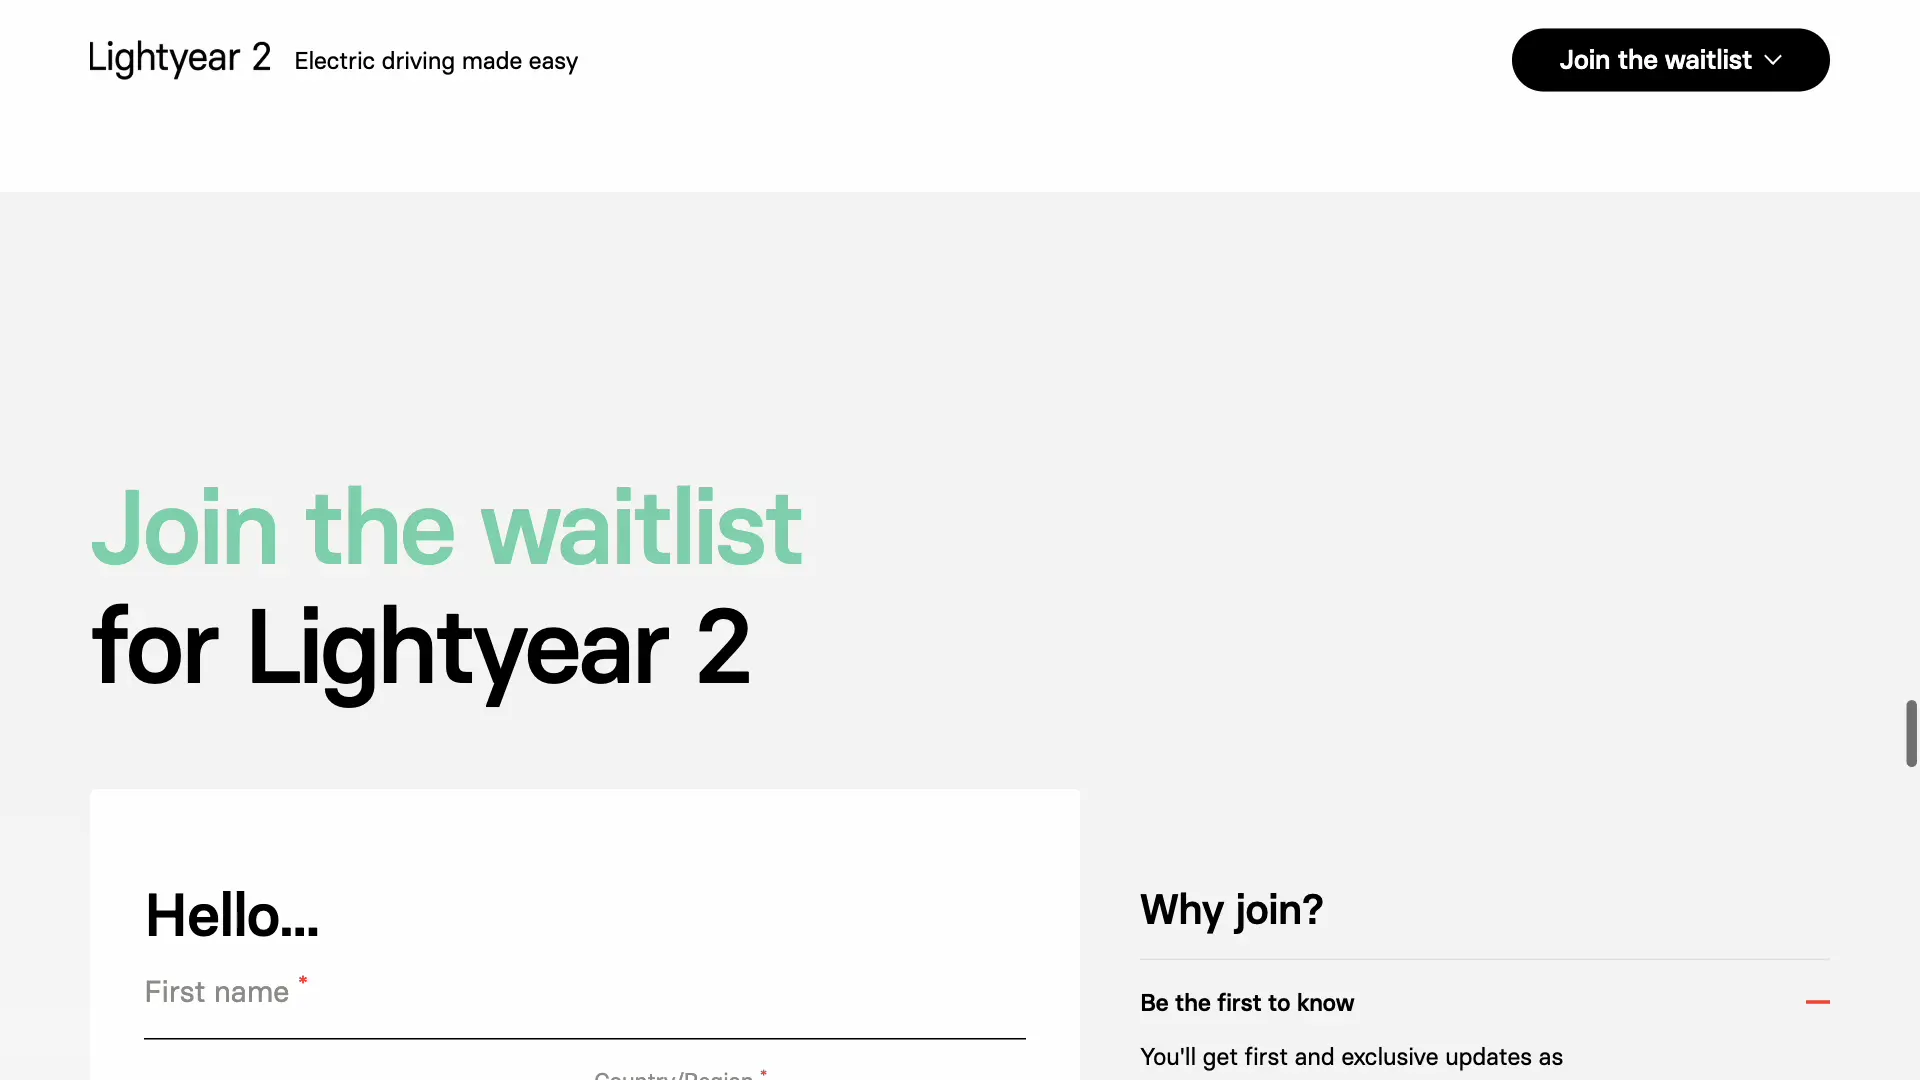 Lightyear 2 Electric driving made easy
Join the waitlist
Join the waitlist
for Lightyear 2
Hello...
First name *
Country/Region *
Why join?
Be the first to know
You'll get first and exclusive updates as